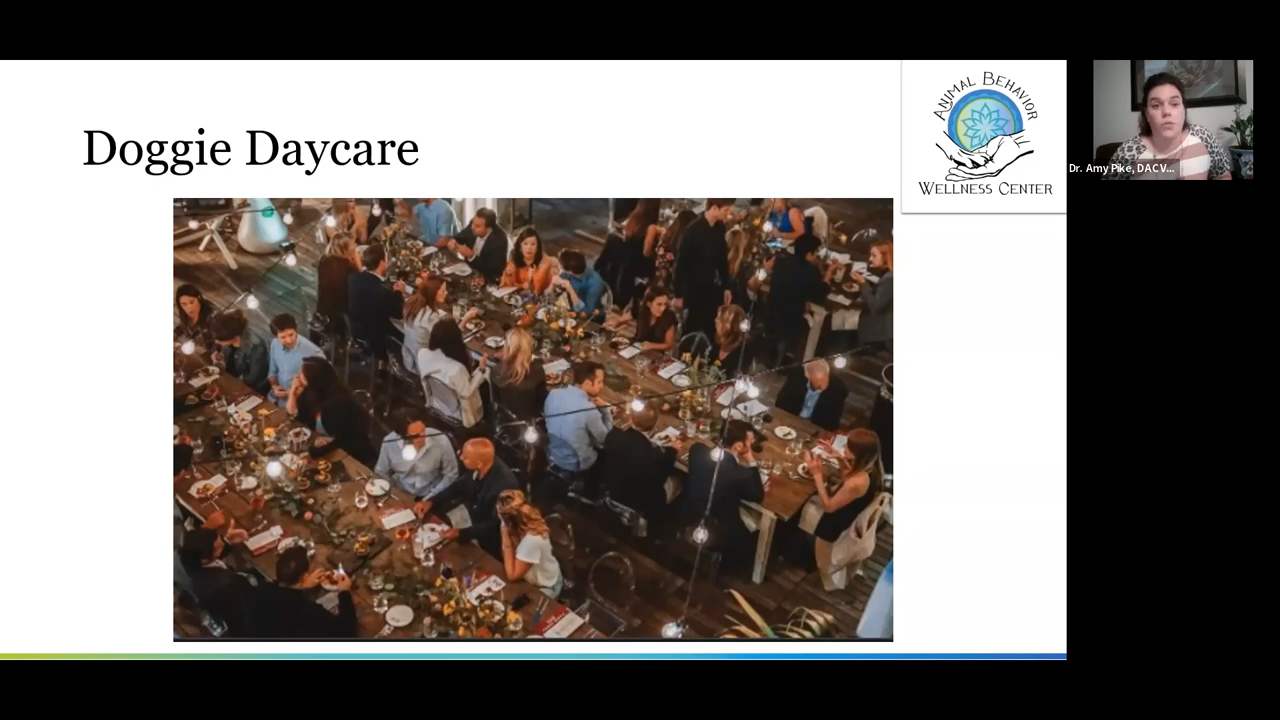 Doggie Daycare
ANIMAL BEHAVIOR
WELLNESS CENTER
Dr. Amy Pike, DACV...